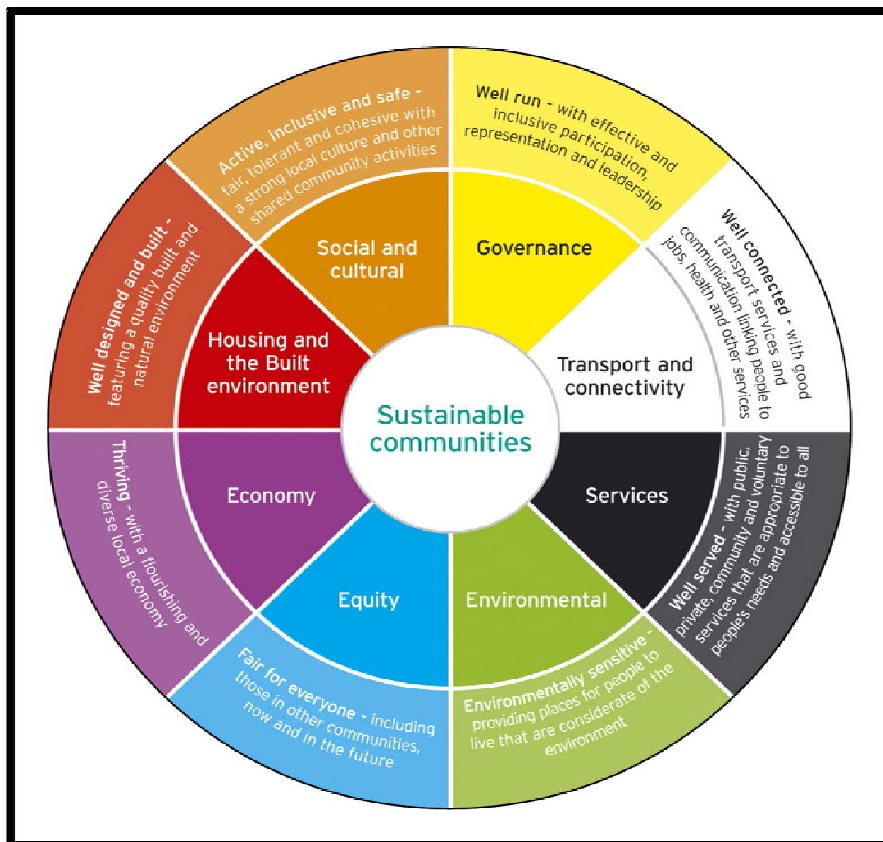 Sustainable
communities
Governance
Well run - with effective and
inclusive participation,
representation and leadership
Transport and
connectivity
Well connected - with good
transport services and
communication linking people to
jobs, health and other services
Services
Well served - with public,
private, community and voluntary
services that are appropriate to
people's needs and accessible to all
Environmental
Environmentally sensitive -
providing places for people to
live that are considerate of the
environment
Equity
Fair for everyone - including
those in other communities,
now and in the future
Economy
Thriving - with a flourishing and
diverse local economy
Housing and
the Built
environment
Well designed and built -
featuring a quality built and
natural environment
Social and
cultural
Active, inclusive and safe -
fair, tolerant and cohesive with
a strong local culture and other
shared community activities